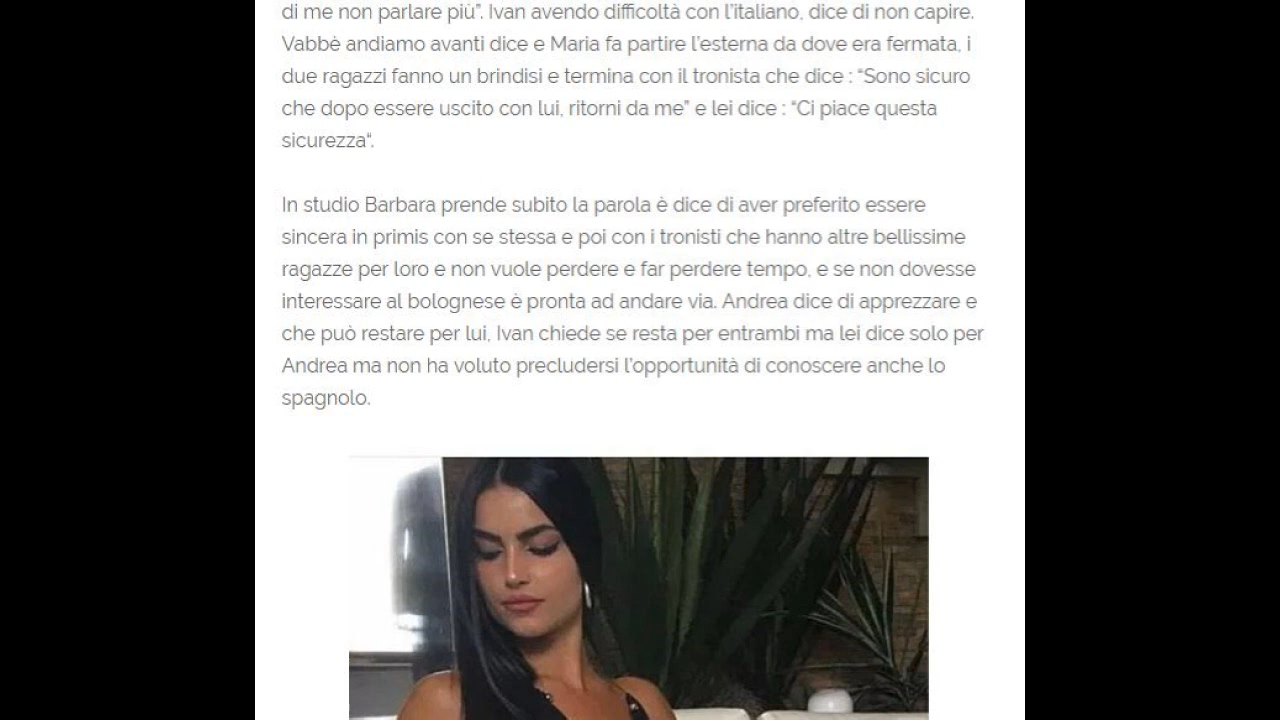 di me non parlare più”. Ivan avendo difficoltà con l’italiano, dice di non capire.
Vabbè andiamo avanti dice e Maria fa partire l’esterna da dove era fermata, i
due ragazzi fanno un brindisi e termina con il tronista che dice : “Sono sicuro
che dopo essere uscito con lui, ritorni da me” e lei dice : “Ci piace questa
sicurezza“.
In studio Barbara prende subito la parola è dice di aver preferito essere
sincera in primis con se stessa e poi con i tronisti che hanno altre bellissime
ragazze per loro e non vuole perdere e far perdere tempo, e se non dovesse
interessare al bolognese è pronta ad andare via. Andrea dice di apprezzare e
che può restare per lui, Ivan chiede se resta per entrambi ma lei dice solo per
Andrea ma non ha voluto precludersi l’opportunità di conoscere anche lo
spagnolo.